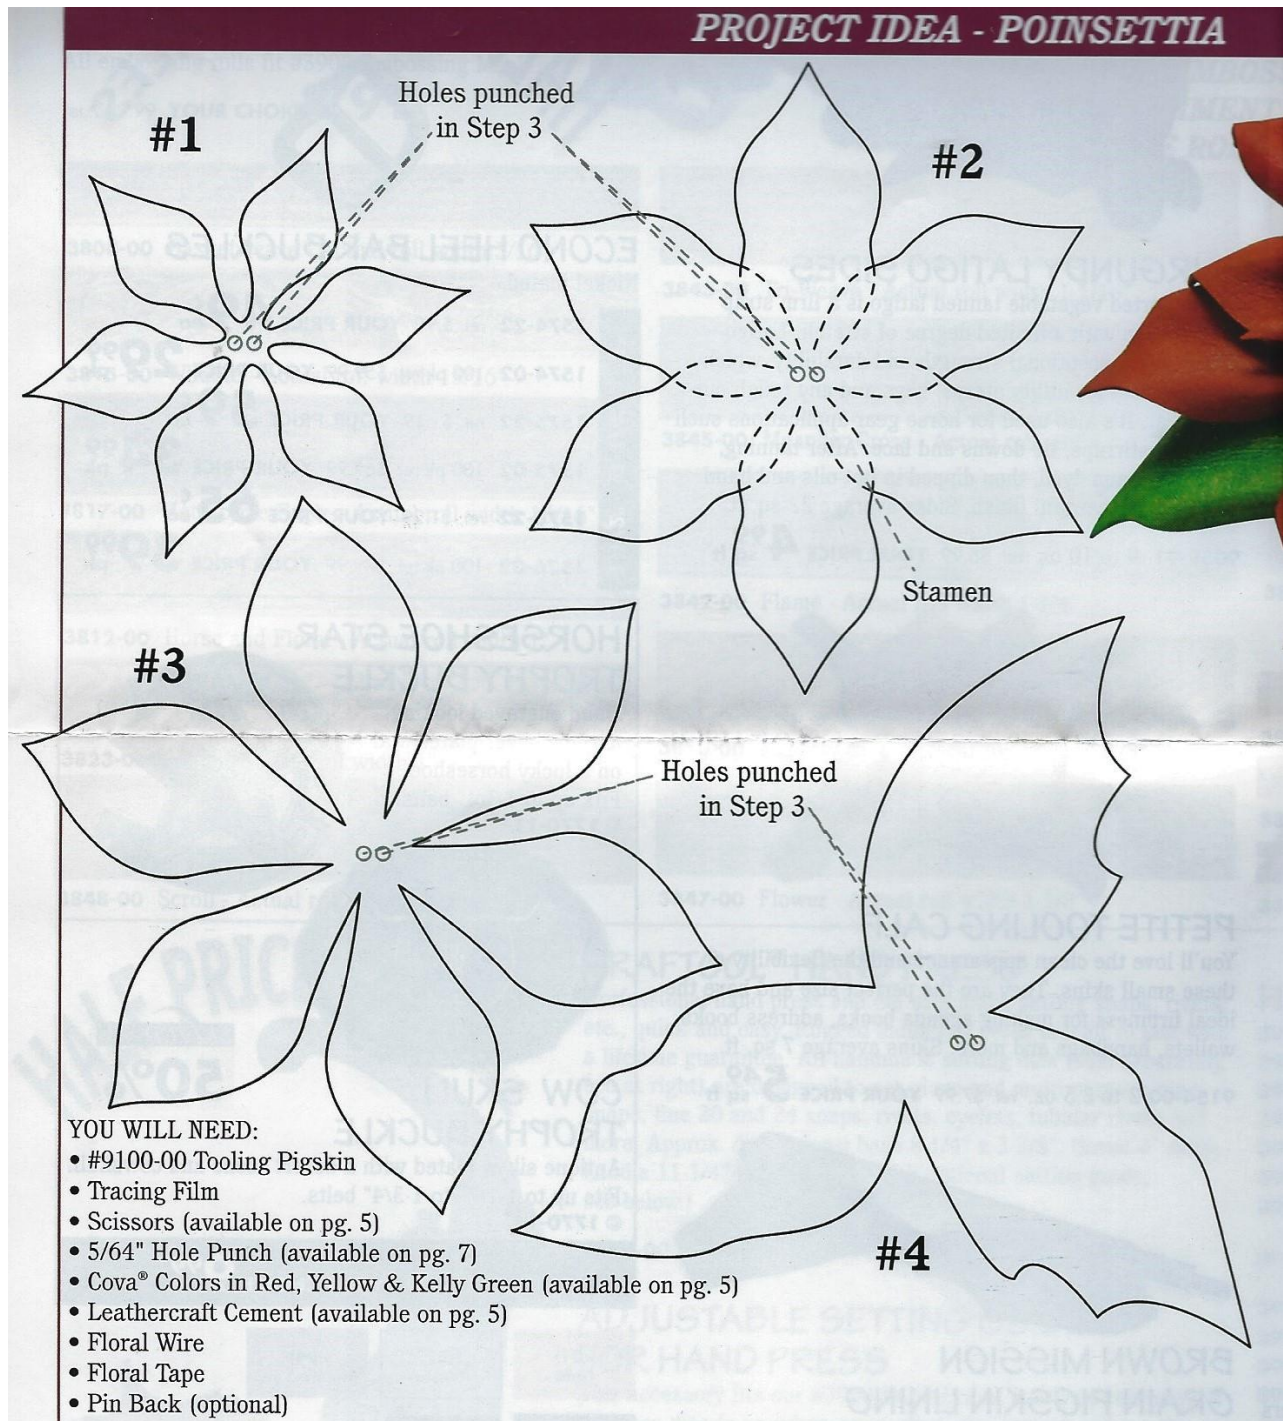 PROJECT IDEA - POINSETTIA
Holes punched
in Step 3
#1
#2
Stamen
#3
Holes punched
in Step 3
#4
YOU WILL NEED:
• #9100-00 Tooling Pigskin
• Tracing Film
• Scissors (available on pg. 5)
• 5/64" Hole Punch (available on pg. 7)
• Cova® Colors in Red, Yellow & Kelly Green (available on pg. 5)
• Leathercraft Cement (available on pg. 5)
• Floral Wire
• Floral Tape
• Pin Back (optional)